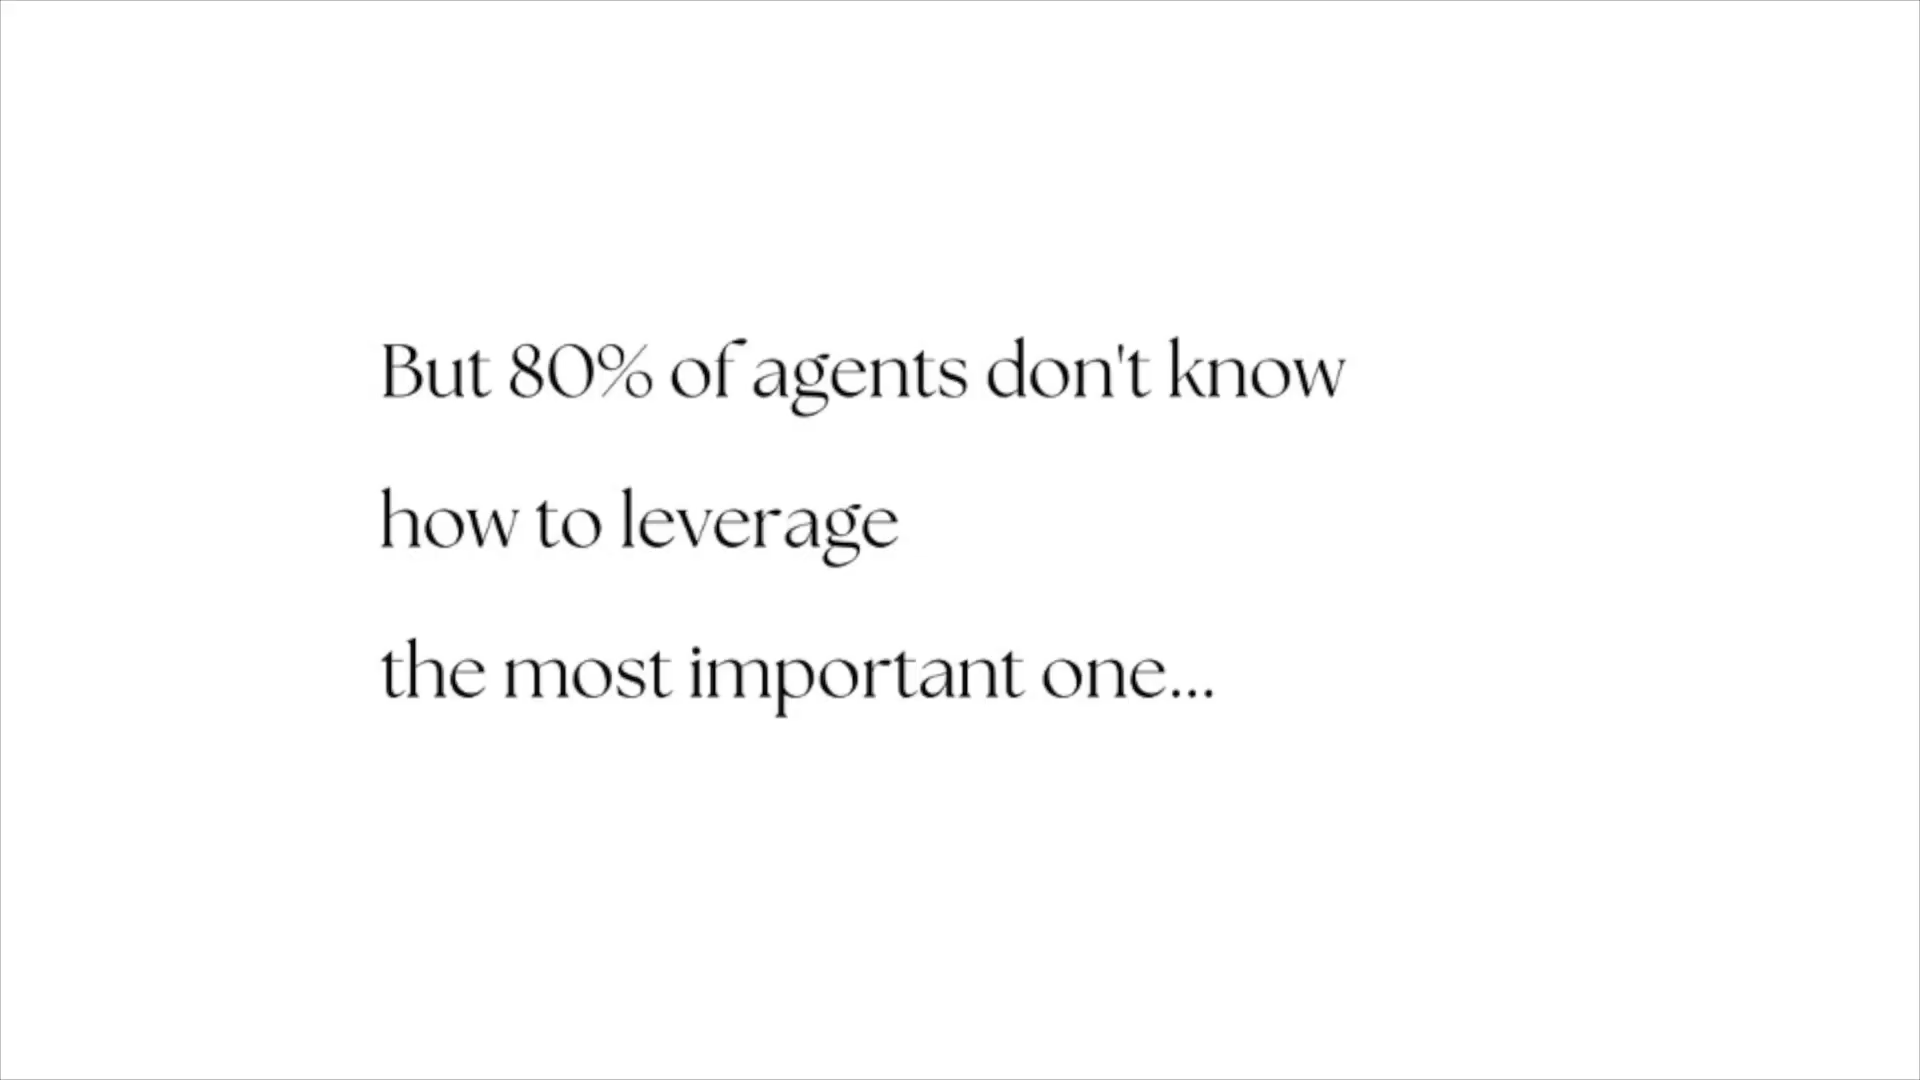 But 80% of agents don't know
how to leverage
the most important one...